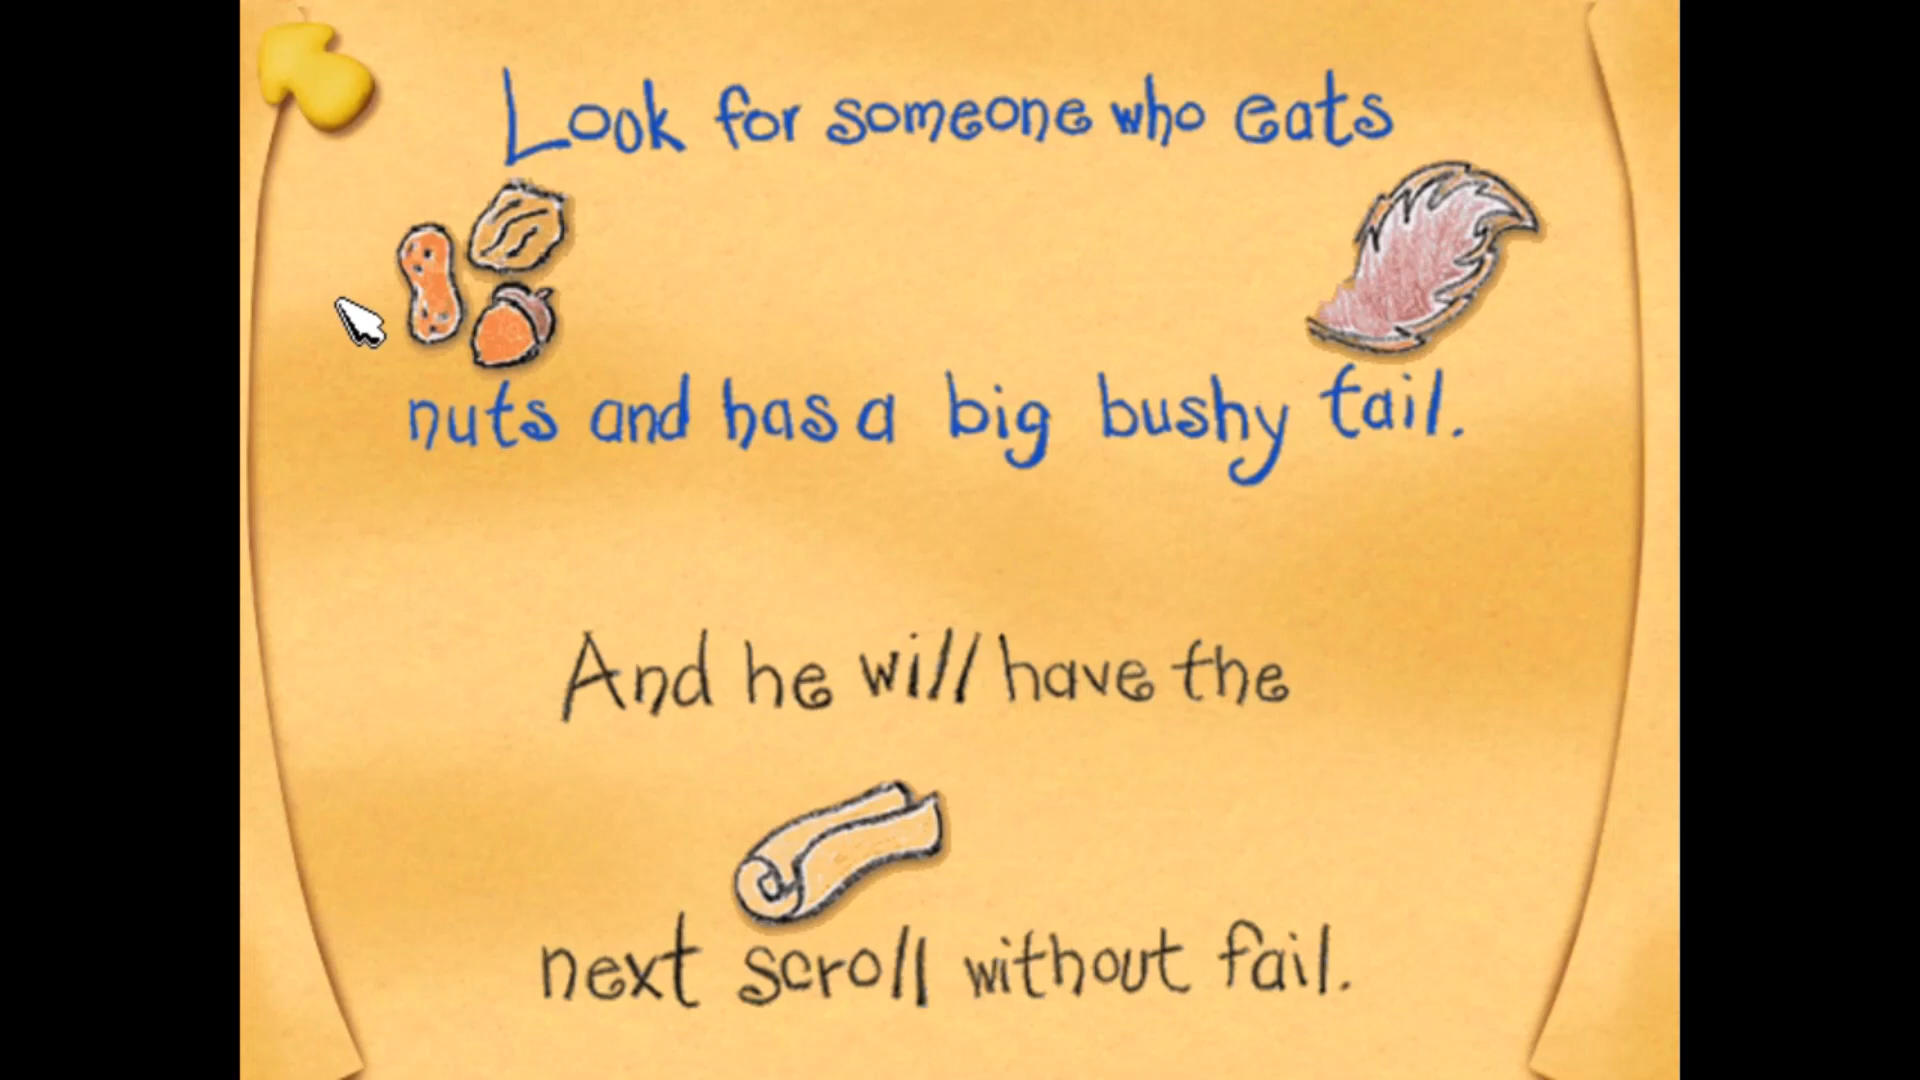 Look for someone who eats
nuts and has a big bushy tail.
And he will have the
next scroll without fail.